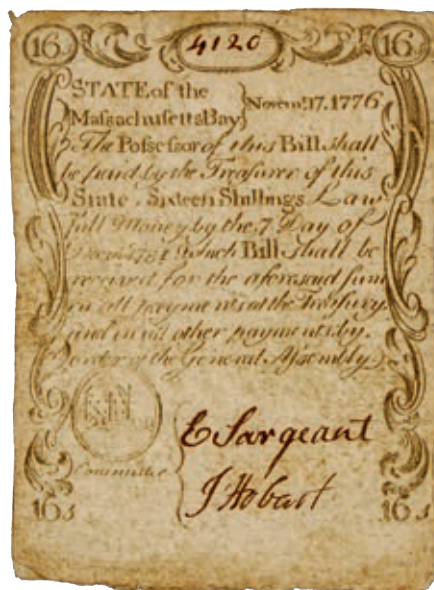 16 4120 16
STATE of the
Massachusetts Bay } Novem. 17. 1776
The Possessor of this Bill shall
be paid by the Treasurer of this
State, Sixteen Shillings Law
full Money by the 7 Day of
which Bill shall be
received for the aforesaid sum
in all payments at the Treasury
and in all other payments by
order of the General Assembly
Committee
E Sargeant
J Hobart
16s 16s